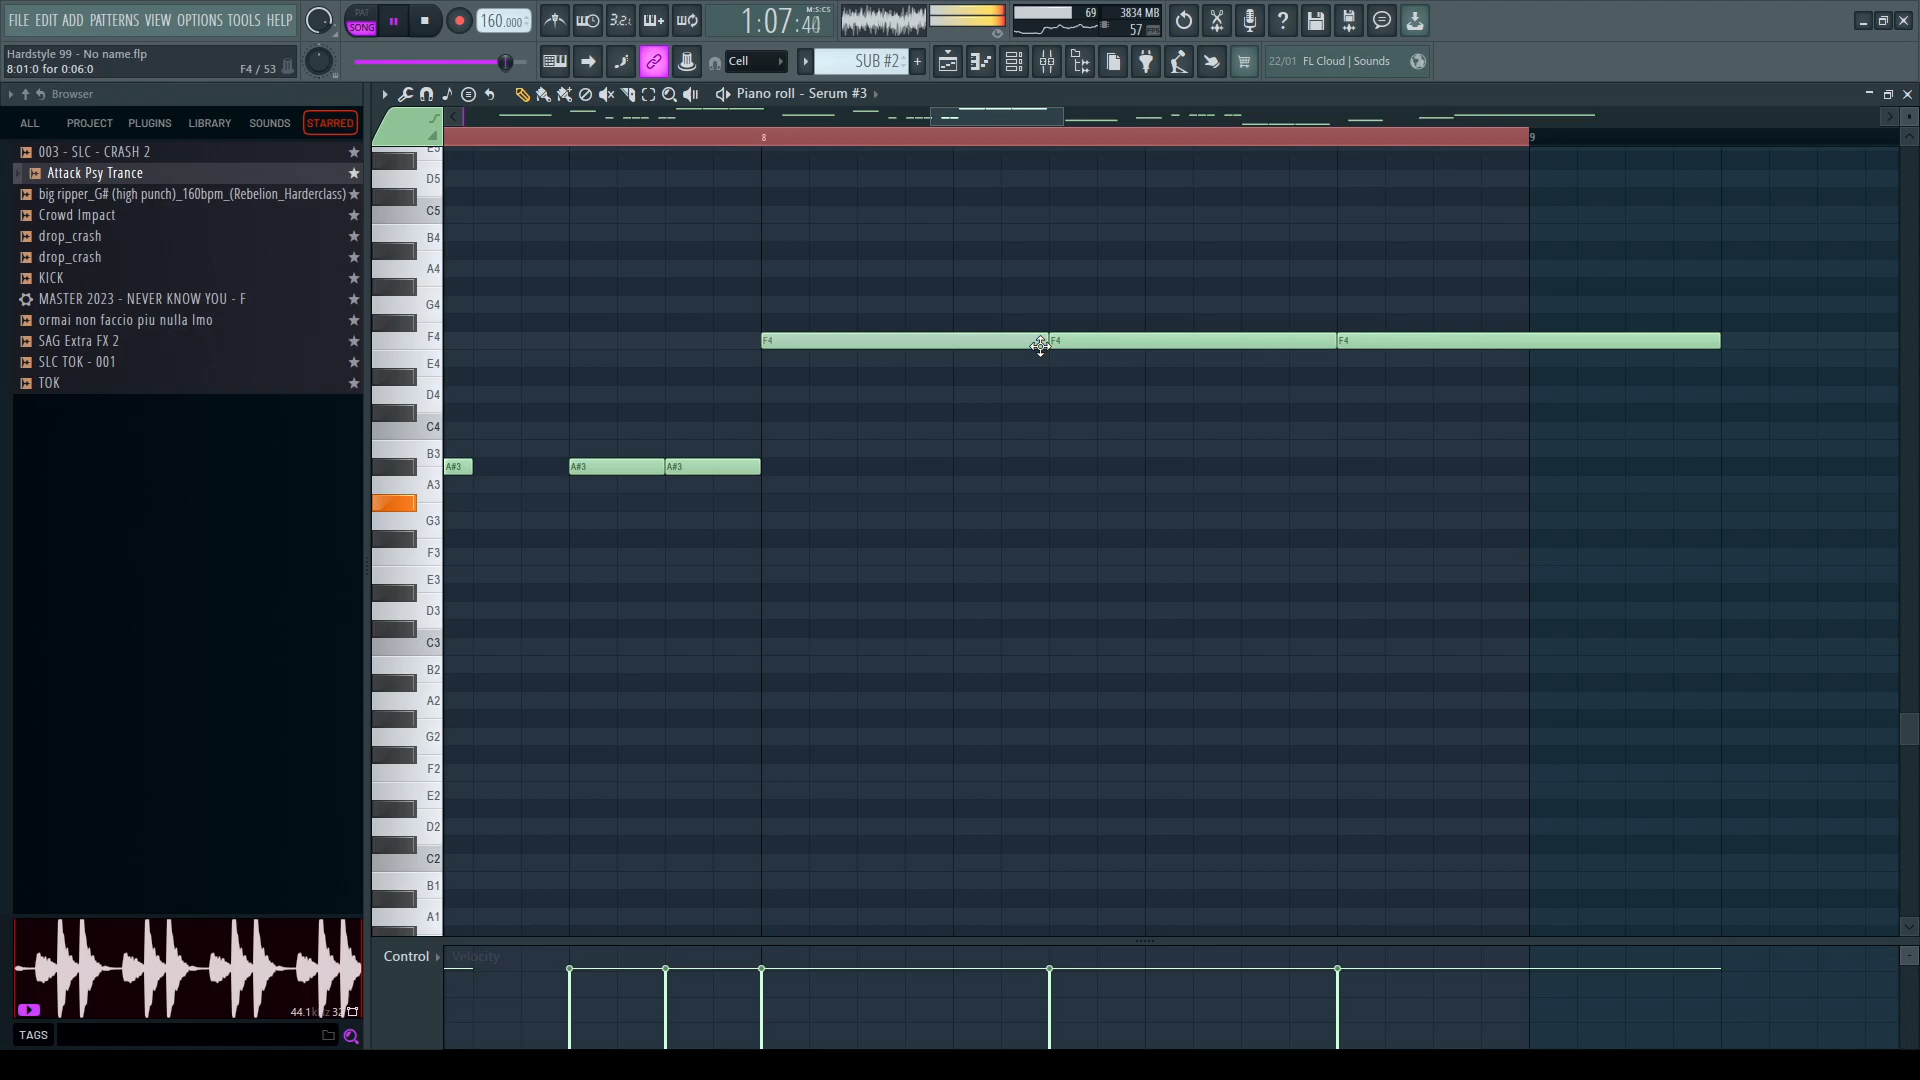 FILE EDIT ADD PATTERNS VIEW OPTIONS TOOLS HELP
PAT
SONG
160.000
3.2.
M:S:CS
69
3834 MB
57
FPS
Hardstyle 99 - No name.flp
8:01:0 for 0:06:0
F4 / 53
Cell
SUB #2
22/01 FL Cloud | Sounds
Browser
Piano roll - Serum #3
ALL
PROJECT
PLUGINS
LIBRARY
SOUNDS
STARRED
003 - SLC - CRASH 2
Attack Psy Trance
big ripper_G# (high punch)_160bpm_(Rebelion_Harderclass)
Crowd Impact
drop_crash
drop_crash
KICK
MASTER 2023 - NEVER KNOW YOU - F
ormai non faccio piu nulla lmo
SAG Extra FX 2
SLC TOK - 001
TOK
8
9
E5
D5
C5
B4
A4
G4
F4
F4
F4
F4
E4
D4
C4
B3
A#3
A#3
A#3
A3
G3
F3
E3
D3
C3
B2
A2
G2
F2
E2
D2
C2
B1
A1
Control
Velocity
TAGS